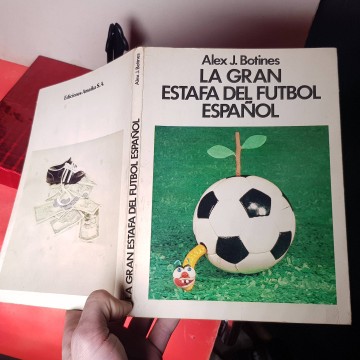 Alex J. Botines
LA GRAN
ESTAFA DEL FUTBOL
ESPAÑOL
Alex J. Botines
LA GRAN ESTAFA DEL FUTBOL ESPAÑOL
Ediciones Amaika S.A.